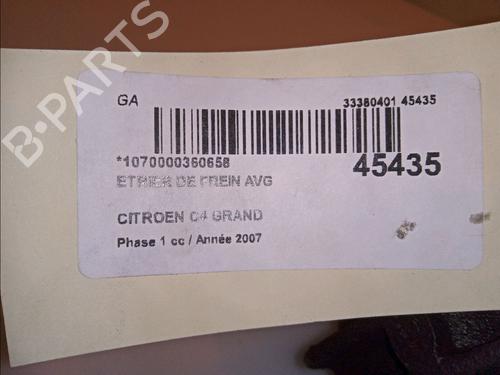 B-PARTS
GA
33380401 45435
*1070000360658
45435
ETRIER DE FREIN AVG
CITROEN C4 GRAND
Phase 1 cc / Année 2007